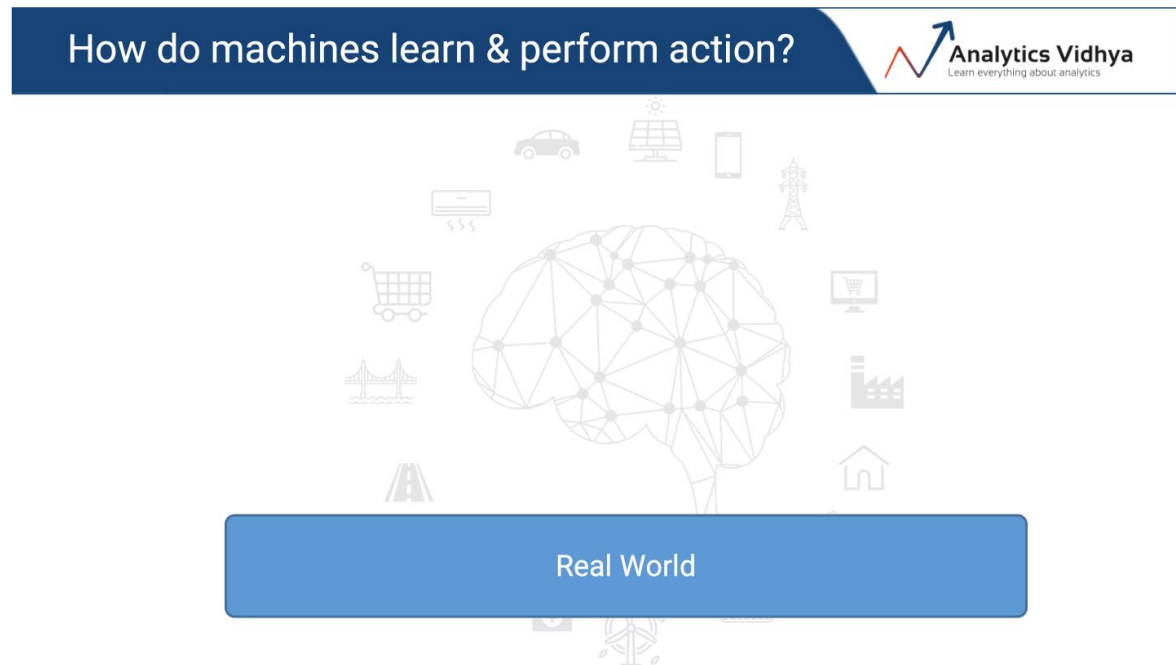 How do machines learn & perform action?
Analytics Vidhya
Learn everything about analytics
Real World